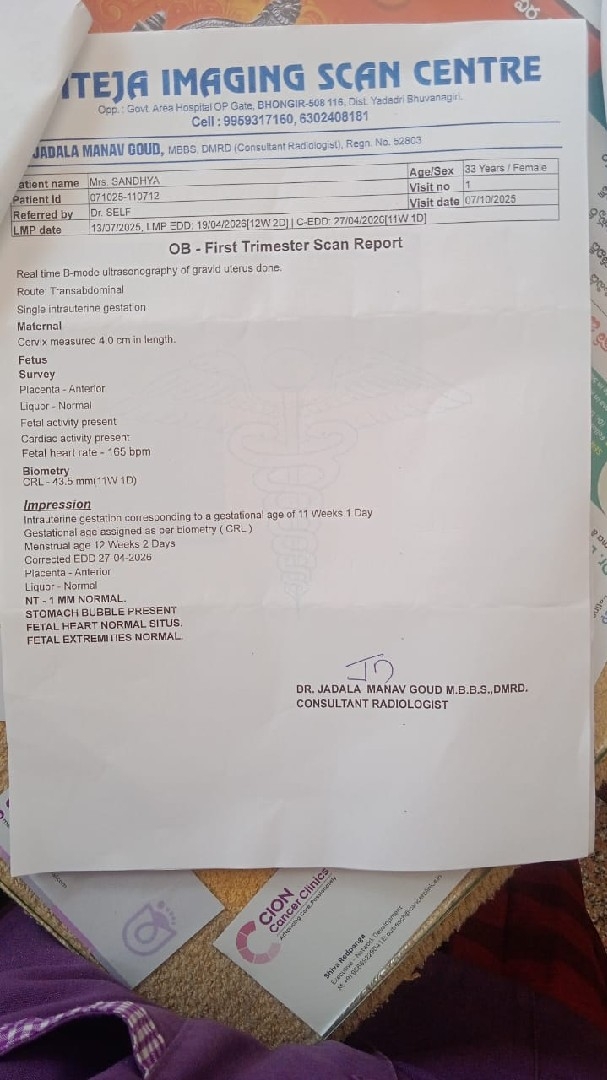 ITEJA IMAGING SCAN CENTRE
Opp.: Govt. Area Hospital OP Gate, BHONGIR-508 116, Dist. Yadadri Bhuvanagiri.
Cell : 9959317160, 6302408181
JADALA MANAV GOUD, MBBS, DMRD (Consultant Radiologist), Regn. No. 52803
atient name Mrs. SANDHYA Age/Sex 33 Years / Female
Patient Id 071025-110712 Visit no 1
Referred by Dr. SELF Visit date 07/10/2025
LMP date 13/07/2025, LMP EDD: 19/04/2026[12W 2D] | C-EDD: 27/04/2026[11W 1D]
OB - First Trimester Scan Report
Real time B-mode ultrasonography of gravid uterus done.
Route: Transabdominal
Single intrauterine gestation
Maternal
Cervix measured 4.0 cm in length.
Fetus
Survey
Placenta - Anterior
Liquor - Normal
Fetal activity present
Cardiac activity present
Fetal heart rate - 165 bpm
Biometry
CRL - 43.5 mm(11W 1D)
Impression
Intrauterine gestation corresponding to a gestational age of 11 Weeks 1 Day
Gestational age assigned as per biometry ( CRL )
Menstrual age 12 Weeks 2 Days
Corrected EDD 27-04-2026
Placenta - Anterior
Liquor - Normal
NT - 1 MM NORMAL.
STOMACH BUBBLE PRESENT
FETAL HEART NORMAL SITUS.
FETAL EXTREMITIES NORMAL.
DR. JADALA MANAV GOUD M.B.B.S.,DMRD.
CONSULTANT RADIOLOGIST
CION
Cancer Clinics